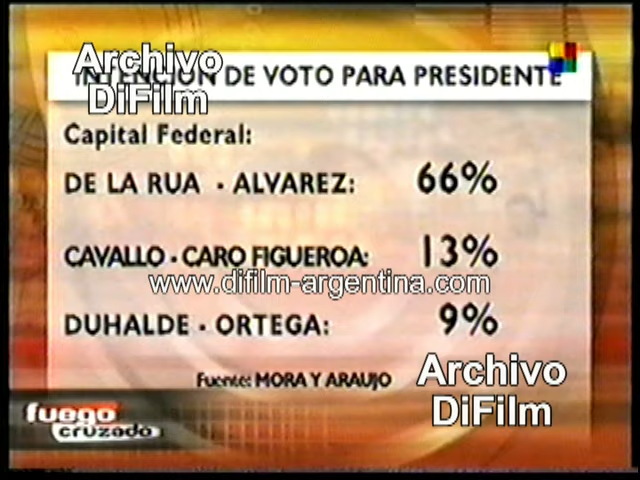 Archivo
DiFilm
INTENCION DE VOTO PARA PRESIDENTE
Capital Federal:
DE LA RUA - ALVAREZ: 66%
CAVALLO - CARO FIGUEROA: 13%
www.difilm-argentina.com
DUHALDE - ORTEGA: 9%
Fuente: MORA Y ARAUJO
Archivo
DiFilm
fuego
cruzado